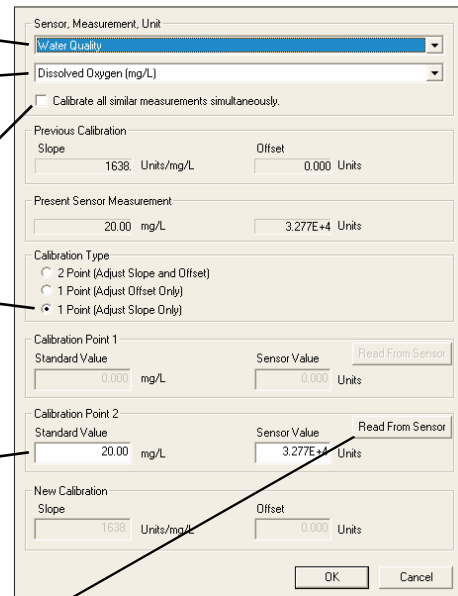 Sensor, Measurement, Unit
Water Quality
Dissolved Oxygen (mg/L)
Calibrate all similar measurements simultaneously.
Previous Calibration
Slope Offset
1638. Units/mg/L 0.000 Units
Present Sensor Measurement
20.00 mg/L 3.277E+4 Units
Calibration Type
2 Point (Adjust Slope and Offset)
1 Point (Adjust Offset Only)
1 Point (Adjust Slope Only)
Calibration Point 1
Standard Value Sensor Value Read From Sensor
0.000 mg/L 0.000 Units
Calibration Point 2
Standard Value Sensor Value Read From Sensor
20.00 mg/L 3.277E+4 Units
New Calibration
Slope Offset
1638. Units/mg/L 0.000 Units
OK Cancel